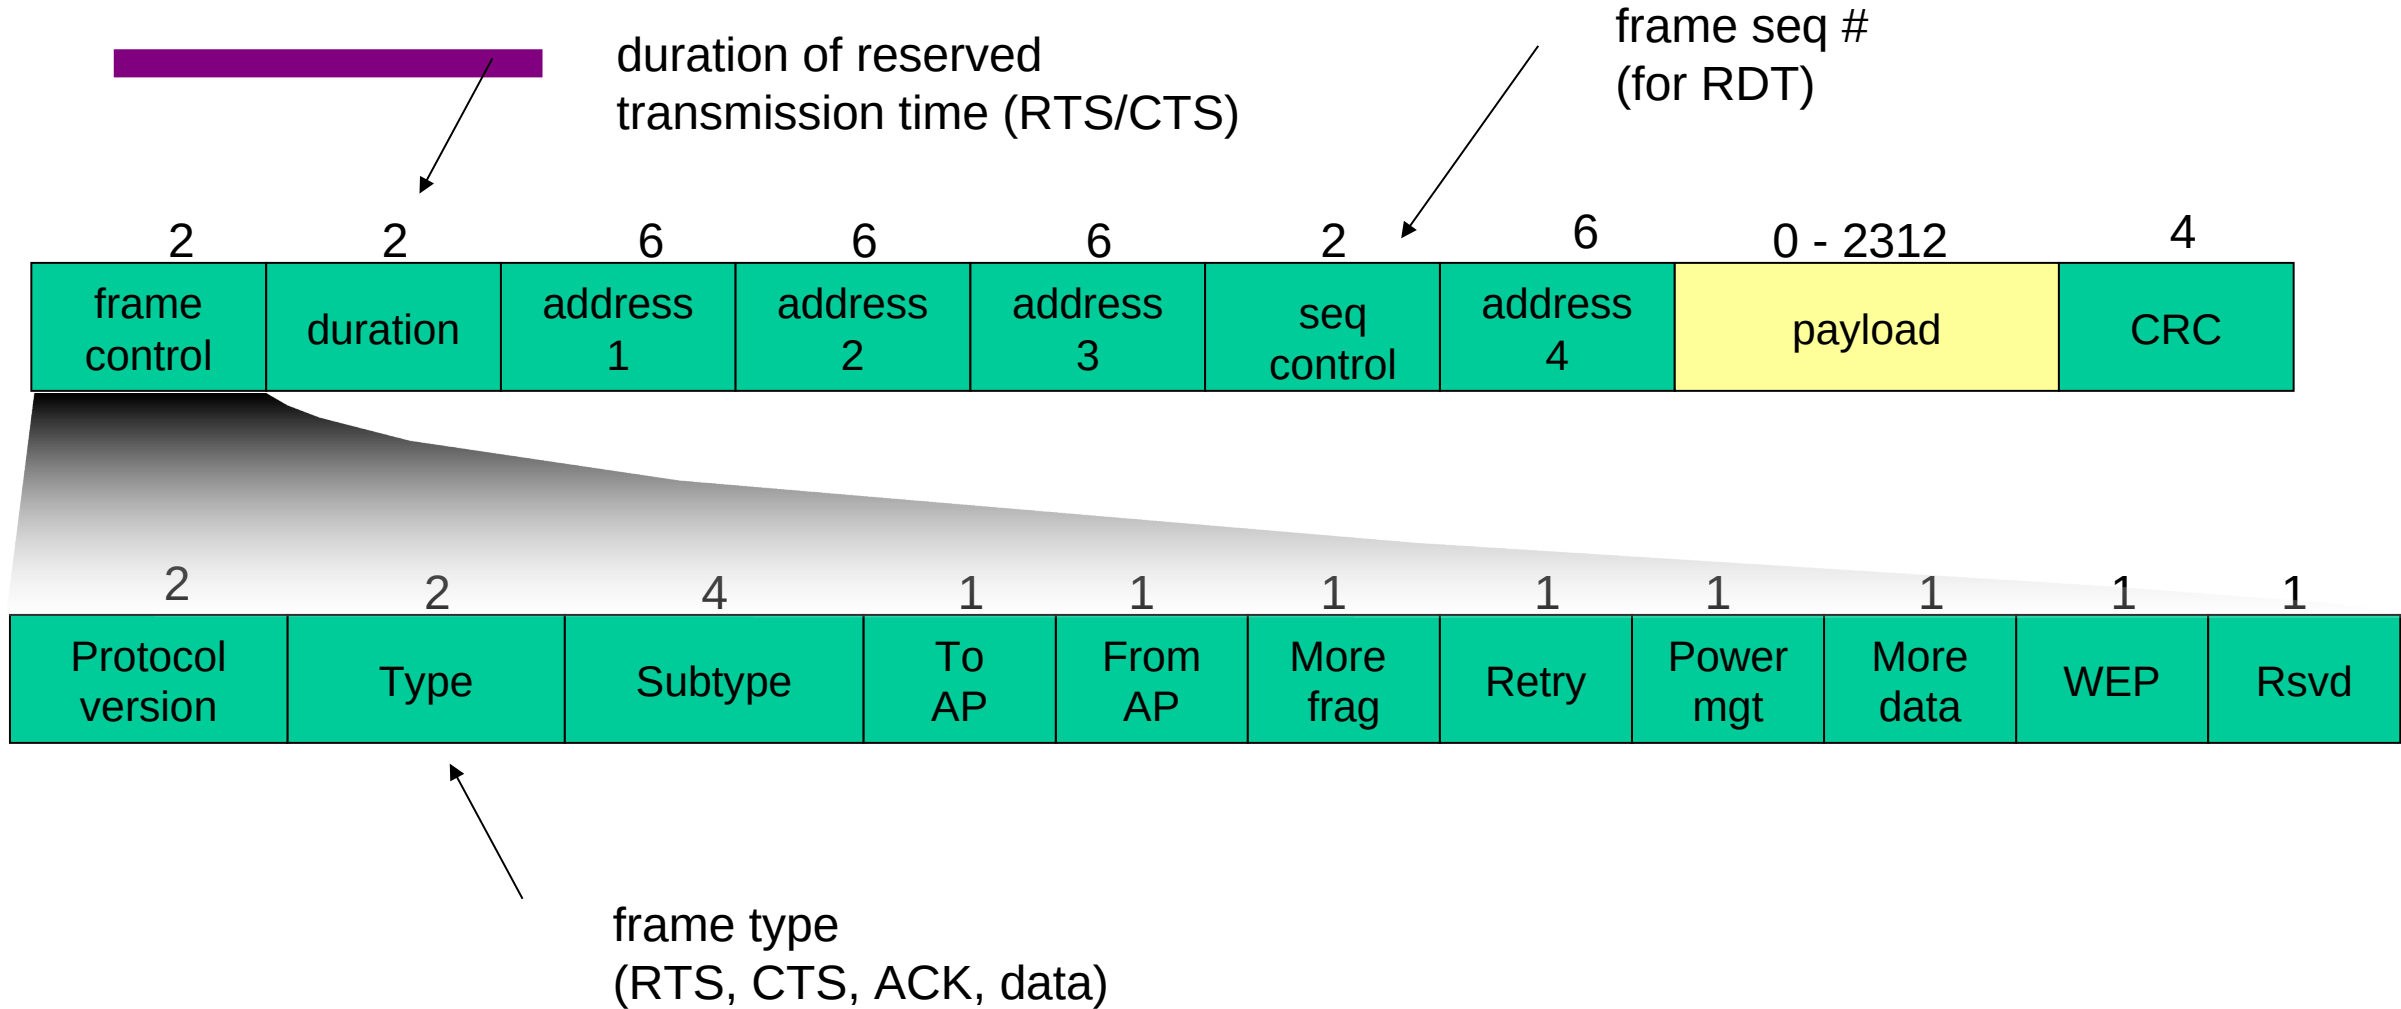 duration of reserved
transmission time (RTS/CTS)
frame seq #
(for RDT)
2 2 6 6 6 2 6 0 - 2312 4
frame
control
duration
address
1
address
2
address
3
seq
control
address
4
payload
CRC
2 2 4 1 1 1 1 1 1 1 1
Protocol
version
Type
Subtype
To
AP
From
AP
More
frag
Retry
Power
mgt
More
data
WEP
Rsvd
frame type
(RTS, CTS, ACK, data)